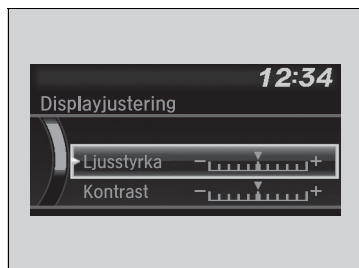 12:34
Displayjustering
Ljusstyrka − +
Kontrast − +